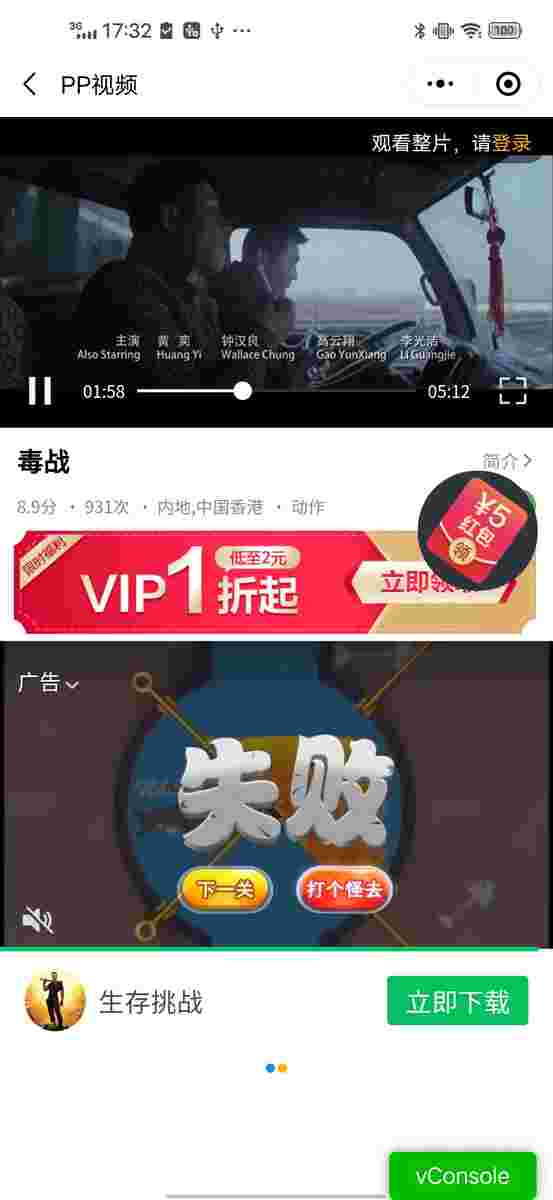 3G 17:32 100
PP视频
观看整片，请登录
主演 黄 奕 钟汉良 高云翔 李光洁
Also Starring Huang Yi Wallace Chung Gao YunXiang Li Guangjie
01:58 05:12
毒战
简介
8.9分 · 931次 · 内地,中国香港 · 动作
限时福利
VIP1折起
低至2元
立即领
¥5
红包
领
广告
失败
下一关 打个怪去
生存挑战
立即下载
vConsole